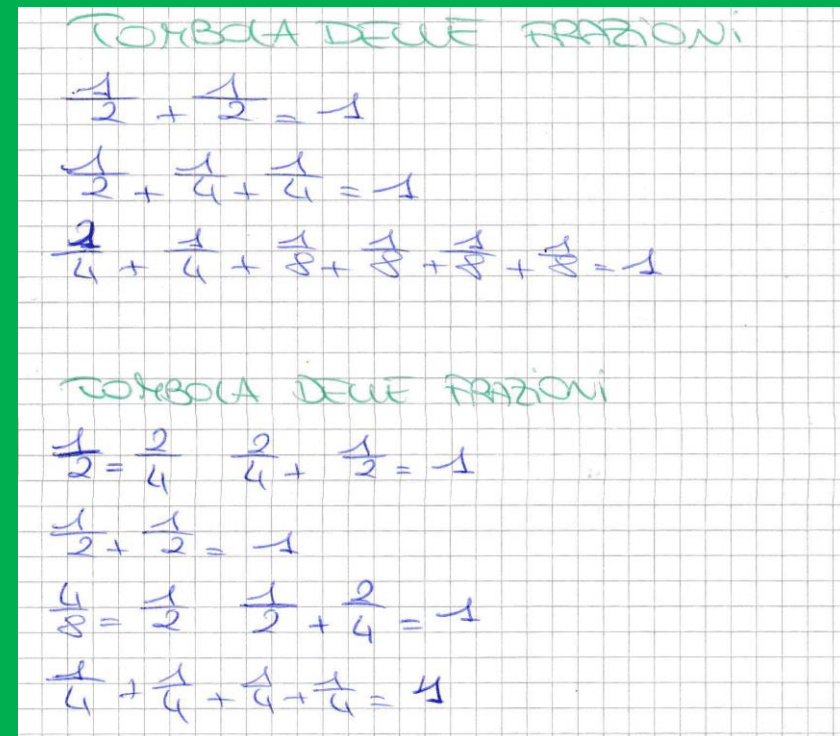 TOMBOLA DELLE FRAZIONI
1/2 + 1/2 = 1
1/2 + 1/4 + 1/4 = 1
1/4 + 1/4 + 1/8 + 1/8 + 1/8 + 1/8 = 1
TOMBOLA DELLE FRAZIONI
1/2 = 2/4 2/4 + 1/2 = 1
1/2 + 1/2 = 1
4/8 = 1/2 1/2 + 2/4 = 1
1/4 + 1/4 + 1/4 + 1/4 = 1